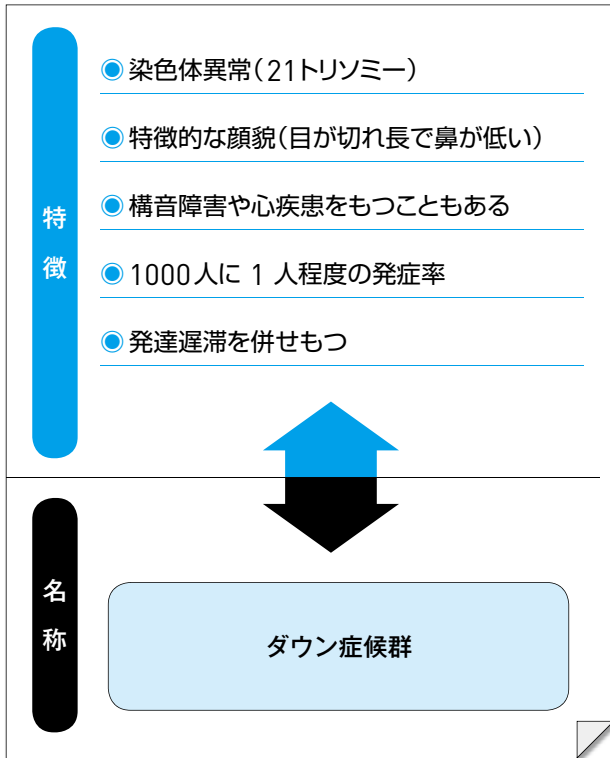 特徴
◉染色体異常(21トリソミー)
◉特徴的な顔貌(目が切れ長で鼻が低い)
◉構音障害や心疾患をもつこともある
◉1000人に 1 人程度の発症率
◉発達遅滞を併せもつ
名称
ダウン症候群